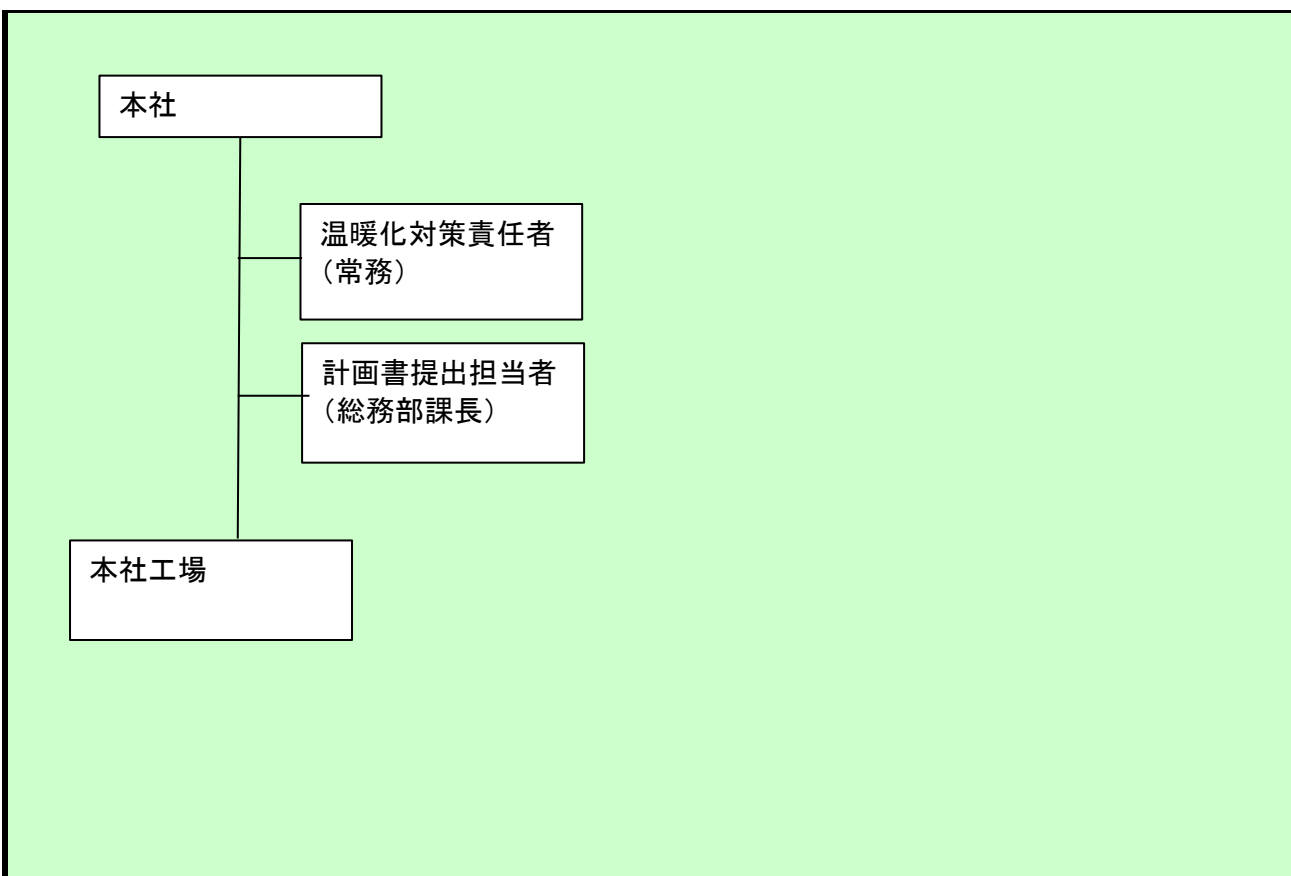 本社
温暖化対策責任者
（常務）
計画書提出担当者
（総務部課長）
本社工場